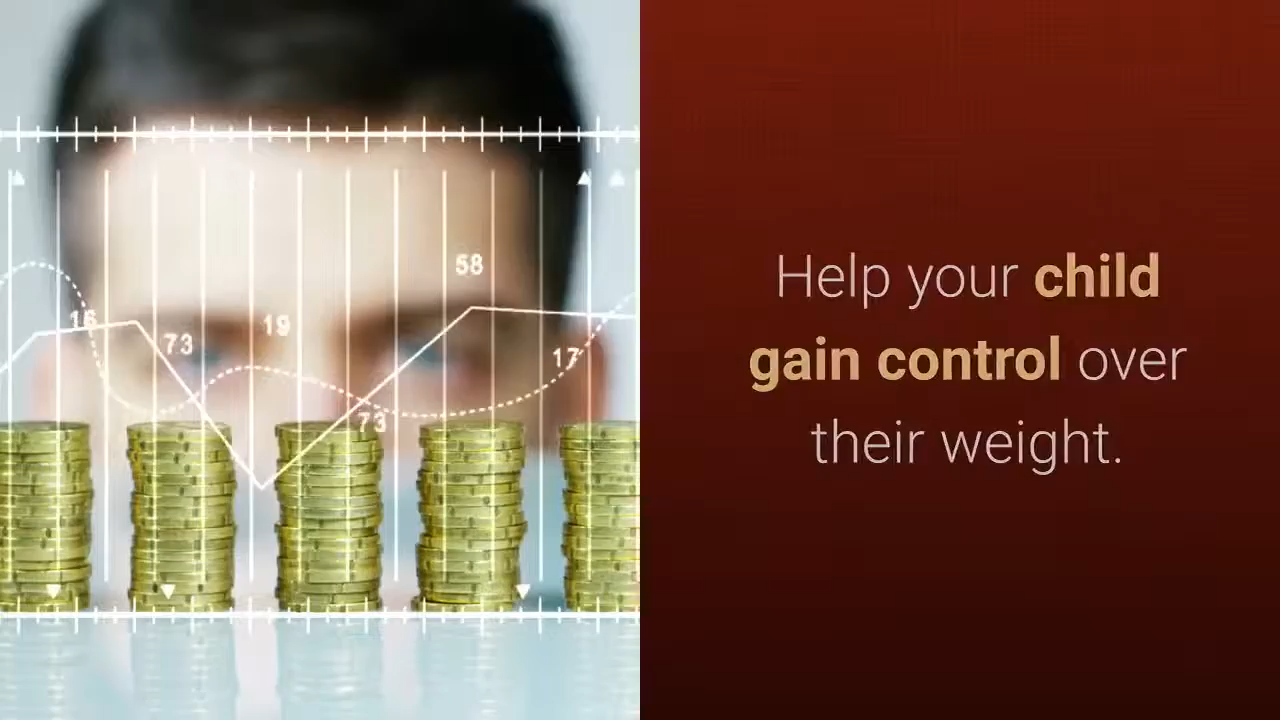 58
16
19
73
17
73
Help your child
gain control over
their weight.